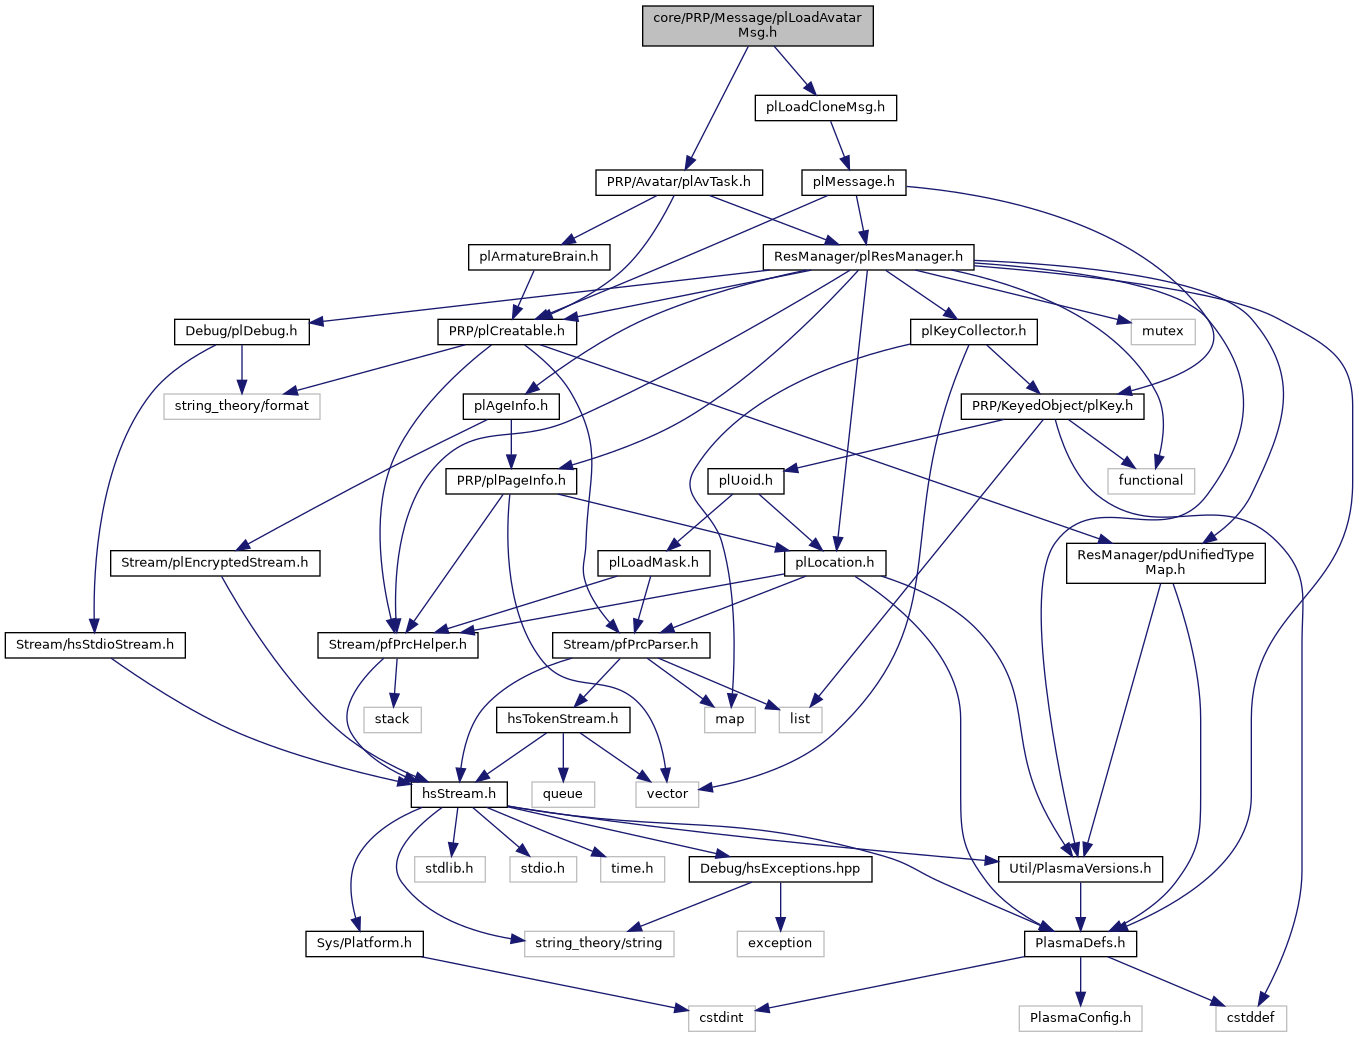 core/PRP/Message/plLoadAvatar
Msg.h
plLoadCloneMsg.h
PRP/Avatar/plAvTask.h
plMessage.h
plArmatureBrain.h
ResManager/plResManager.h
Debug/plDebug.h
PRP/plCreatable.h
plKeyCollector.h
mutex
string_theory/format
plAgeInfo.h
PRP/KeyedObject/plKey.h
PRP/plPageInfo.h
plUoid.h
functional
Stream/plEncryptedStream.h
plLoadMask.h
plLocation.h
ResManager/pdUnifiedType
Map.h
Stream/hsStdioStream.h
Stream/pfPrcHelper.h
Stream/pfPrcParser.h
stack
hsTokenStream.h
map
list
hsStream.h
queue
vector
stdlib.h
stdio.h
time.h
Debug/hsExceptions.hpp
Util/PlasmaVersions.h
Sys/Platform.h
string_theory/string
exception
PlasmaDefs.h
cstdint
PlasmaConfig.h
cstddef